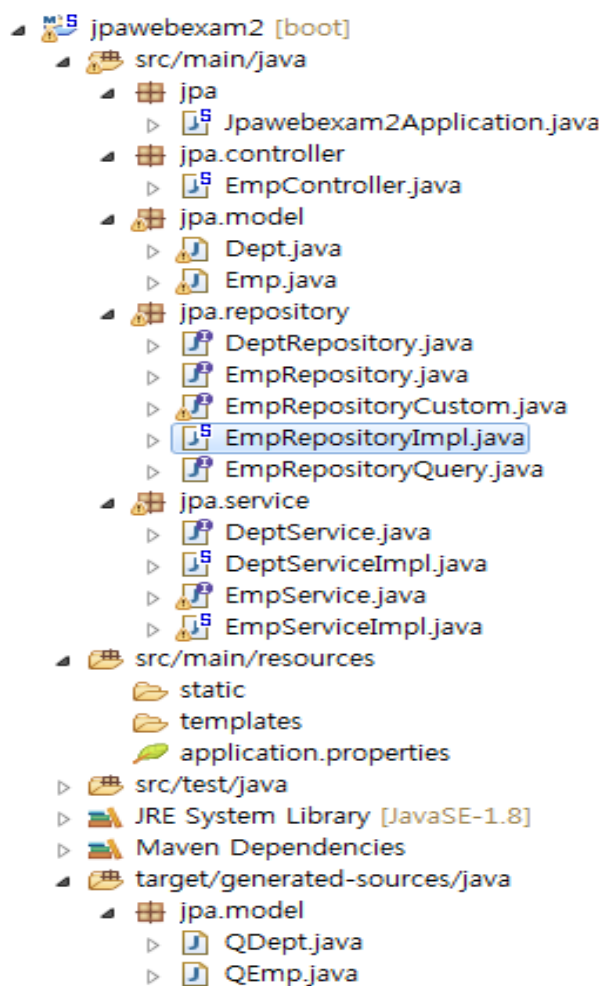 jpawebexam2 [boot]
src/main/java
jpa
Jpawebexam2Application.java
jpa.controller
EmpController.java
jpa.model
Dept.java
Emp.java
jpa.repository
DeptRepository.java
EmpRepository.java
EmpRepositoryCustom.java
EmpRepositoryImpl.java
EmpRepositoryQuery.java
jpa.service
DeptService.java
DeptServiceImpl.java
EmpService.java
EmpServiceImpl.java
src/main/resources
static
templates
application.properties
src/test/java
JRE System Library [JavaSE-1.8]
Maven Dependencies
target/generated-sources/java
jpa.model
QDept.java
QEmp.java